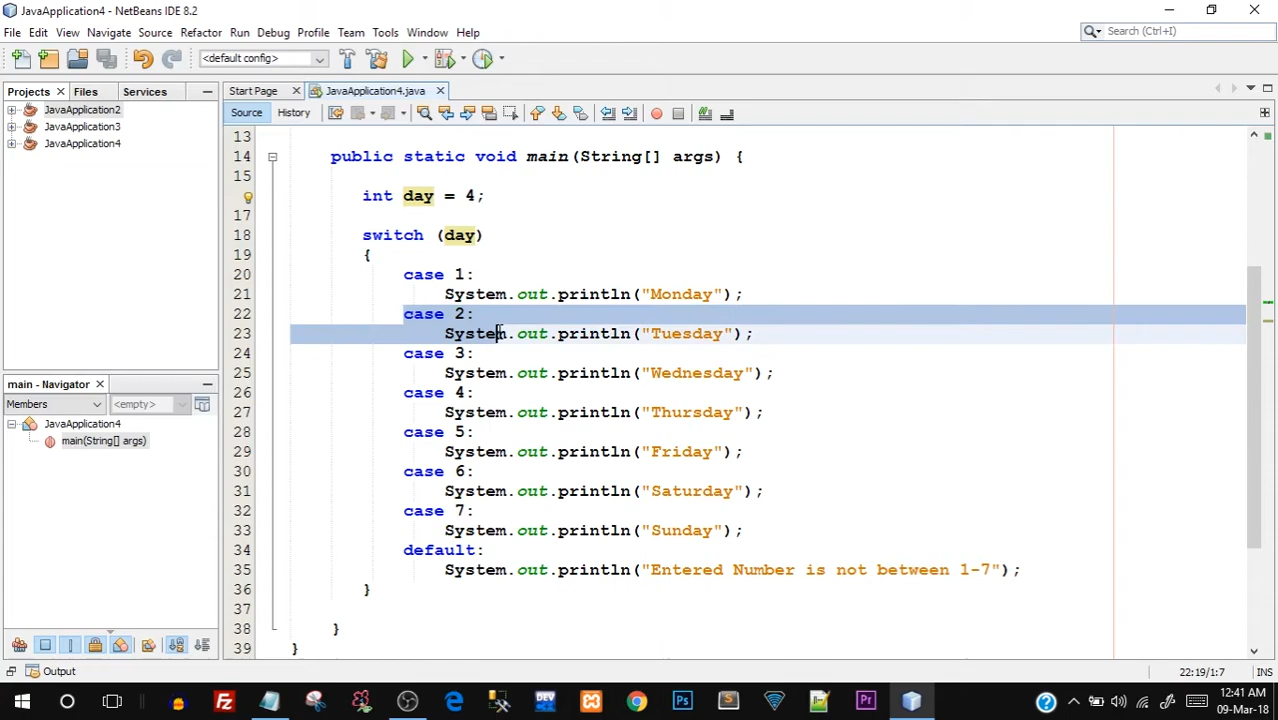 JavaApplication4 - NetBeans IDE 8.2
File Edit View Navigate Source Refactor Run Debug Profile Team Tools Window Help
Search (Ctrl+I)
<default config>
Projects Files Services
Start Page JavaApplication4.java
JavaApplication2
JavaApplication3
JavaApplication4
Source History
13
14 public static void main(String[] args) {
15
int day = 4;
17
18 switch (day)
19 {
20 case 1:
21 System.out.println("Monday");
22 case 2:
23 System.out.println("Tuesday");
24 case 3:
25 System.out.println("Wednesday");
26 case 4:
27 System.out.println("Thursday");
28 case 5:
29 System.out.println("Friday");
30 case 6:
31 System.out.println("Saturday");
32 case 7:
33 System.out.println("Sunday");
34 default:
35 System.out.println("Entered Number is not between 1-7");
36 }
37
38 }
39 }
main - Navigator
Members <empty>
JavaApplication4
main(String[] args)
Output
22:19/1:7 INS
12:41 AM
09-Mar-18